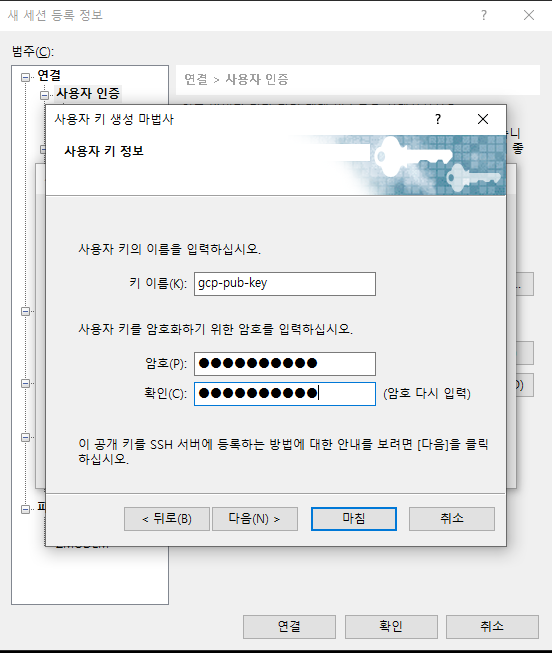 새 세션 등록 정보
범주(C):
연결
사용자 인증
연결 > 사용자 인증
사용자 키 생성 마법사
사용자 키 정보
사용자 키의 이름을 입력하십시오.
키 이름(K): gcp-pub-key
사용자 키를 암호화하기 위한 암호를 입력하십시오.
암호(P): ●●●●●●●●●●
확인(C): ●●●●●●●●●● (암호 다시 입력)
이 공개 키를 SSH 서버에 등록하는 방법에 대한 안내를 보려면 [다음]을 클릭
하십시오.
< 뒤로(B) 다음(N) > 마침 취소
연결 확인 취소